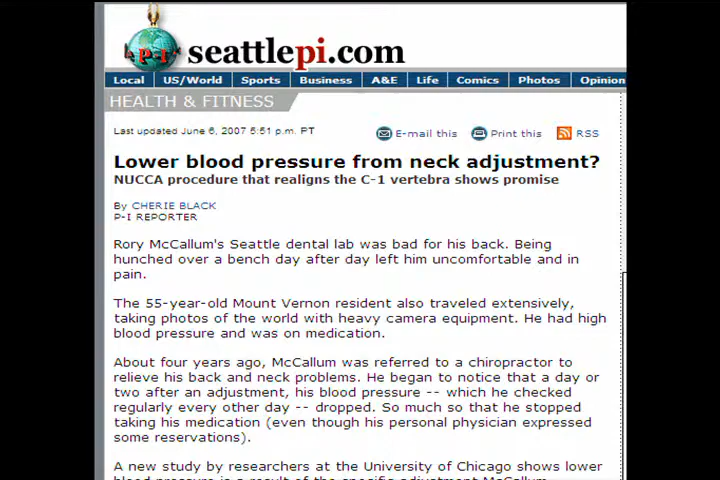 P-I
seattlepi.com
Local US/World Sports Business A&E Life Comics Photos Opinion
HEALTH & FITNESS
Last updated June 6, 2007 5:51 p.m. PT
E-mail this Print this RSS
Lower blood pressure from neck adjustment?
NUCCA procedure that realigns the C-1 vertebra shows promise
By CHERIE BLACK
P-I REPORTER
Rory McCallum's Seattle dental lab was bad for his back. Being
hunched over a bench day after day left him uncomfortable and in
pain.
The 55-year-old Mount Vernon resident also traveled extensively,
taking photos of the world with heavy camera equipment. He had high
blood pressure and was on medication.
About four years ago, McCallum was referred to a chiropractor to
relieve his back and neck problems. He began to notice that a day or
two after an adjustment, his blood pressure -- which he checked
regularly every other day -- dropped. So much so that he stopped
taking his medication (even though his personal physician expressed
some reservations).
A new study by researchers at the University of Chicago shows lower
blood pressure is a result of the specific adjustment McCallum